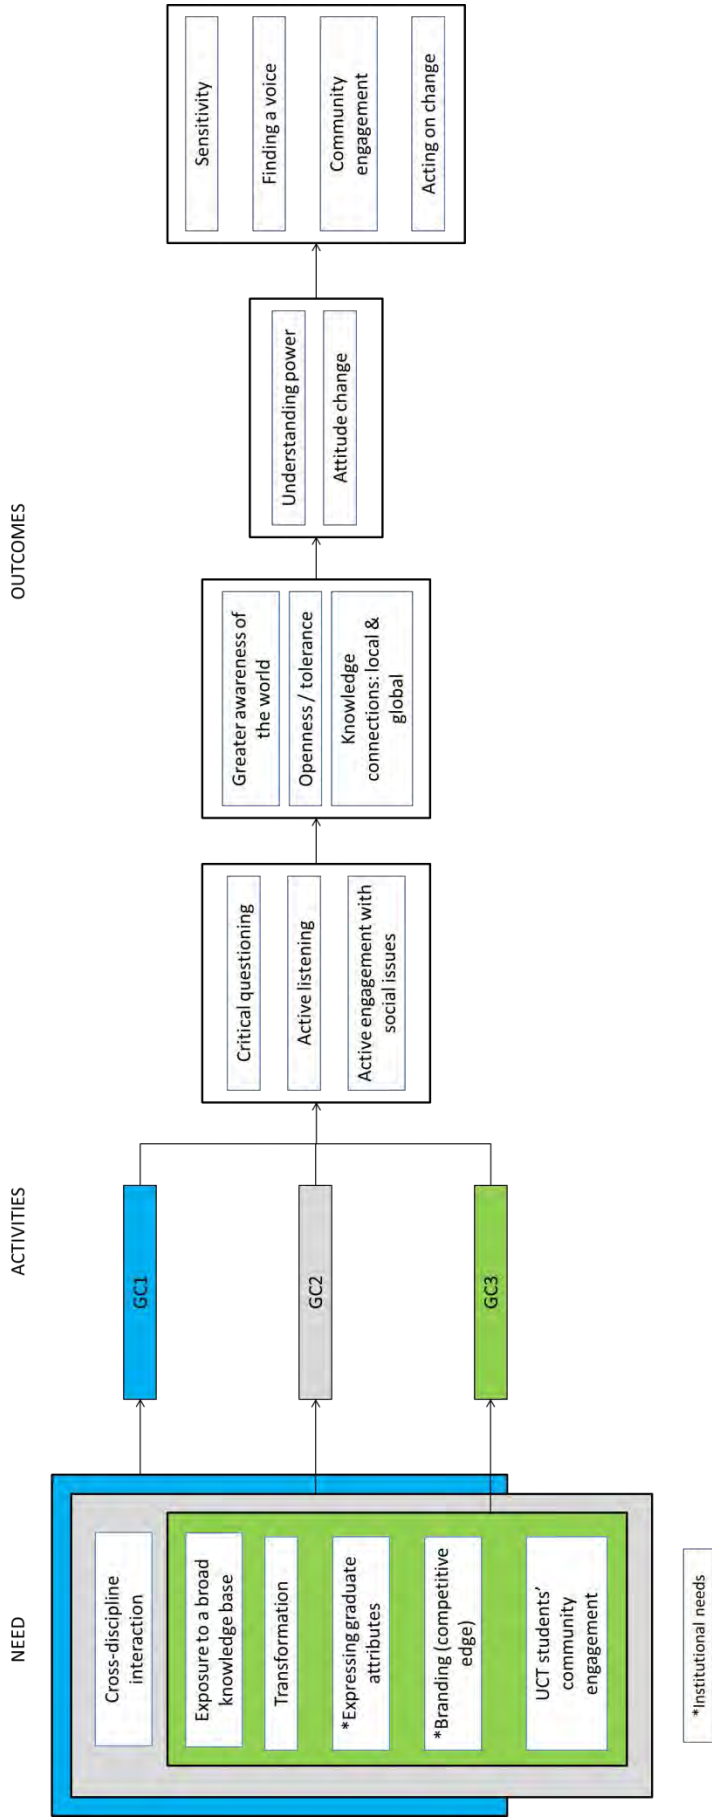 NEED
ACTIVITIES
OUTCOMES
Cross-discipline
interaction
Exposure to a broad
knowledge base
Transformation
*Expressing graduate
attributes
*Branding (competitive
edge)
UCT students’
community
engagement
*Institutional needs
GC1
GC2
GC3
Critical questioning
Active listening
Active engagement with
social issues
Greater awareness of
the world
Openness / tolerance
Knowledge
connections: local &
global
Understanding power
Attitude change
Sensitivity
Finding a voice
Community
engagement
Acting on change